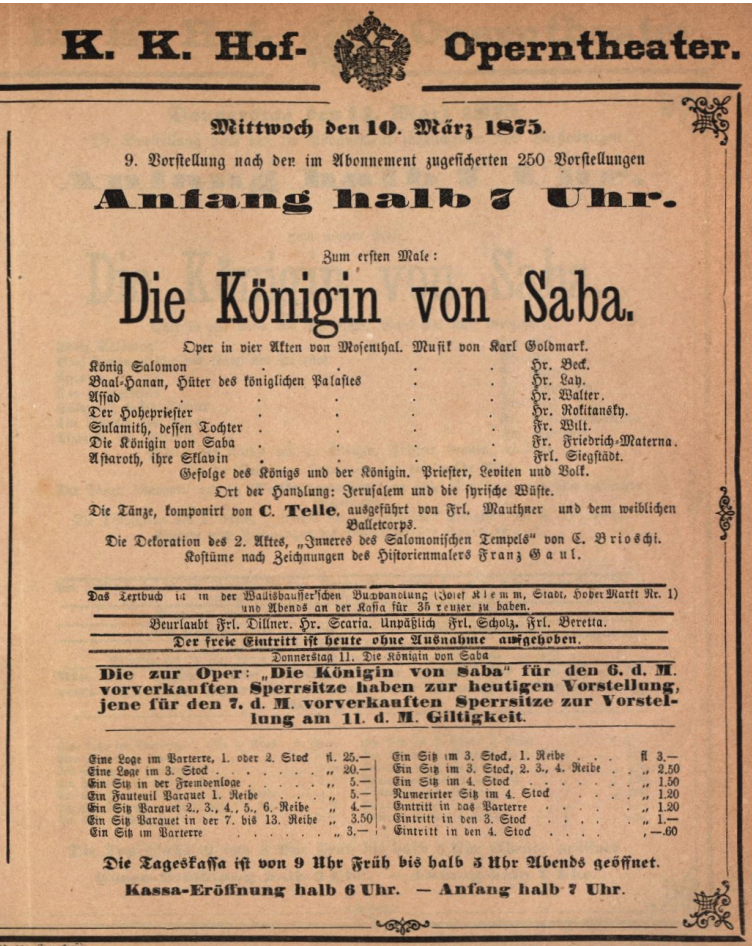 K. K. Hof- Operntheater.
Mittwoch den 10. März 1875.
9. Vorstellung nach den im Abonnement zugesicherten 250 Vorstellungen
Anfang halb 7 Uhr.
Zum ersten Male:
Die Königin von Saba.
Oper in vier Akten von Mosenthal. Musik von Karl Goldmark.
König Salomon . . . . Hr. Beck.
Baal-Hanan, Hüter des königlichen Palastes . . Hr. Lay.
Assad . . . . . Hr. Walter.
Der Hohepriester . . . . Hr. Rokitansky.
Sulamith, dessen Tochter . . . . Fr. Wilt.
Die Königin von Saba . . . . Fr. Friedrich-Materna.
Astaroth, ihre Sklavin . . . . Frl. Siegstädt.
Gefolge des Königs und der Königin. Priester, Leviten und Volk.
Ort der Handlung: Jerusalem und die syrische Wüste.
Die Tänze, komponirt von C. Telle, ausgeführt von Frl. Mauthner und dem weiblichen
Balletcorps.
Die Dekoration des 2. Aktes, „Inneres des Salomonischen Tempels“ von C. Brioschi.
Kostüme nach Zeichnungen des Historienmalers Franz Gaul.
Das Textbuch ist in der Wallishausser'schen Buchhandlung (Josef Klemm, Stadt, Hoher Markt Nr. 1)
und Abends an der Kassa für 35 reuzer zu haben.
Beurlaubt Frl. Dillner. Hr. Scaria. Unpäßlich Frl. Scholz. Frl. Beretta.
Der freie Eintritt ist heute ohne Ausnahme aufgehoben.
Donnerstag 11. Die Königin von Saba
Die zur Oper: „Die Königin von Saba“ für den 6. d. M.
vorverkauften Sperrsitze haben zur heutigen Vorstellung,
jene für den 7. d. M. vorverkauften Sperrsitze zur Vorstel-
lung am 11. d. M. Giltigkeit.
Eine Loge im Parterre, 1. oder 2. Stock fl. 25.—
Eine Loge im 3. Stock . . . . . . . „ 20.—
Ein Sitz in der Fremdenloge . . . . . „ 5.—
Ein Fauteuil Parquet 1. Reihe . . . . „ 5.—
Ein Sitz Parquet 2., 3., 4., 5., 6. Reihe „ 4.—
Ein Sitz Parquet in der 7. bis 13. Reihe „ 3.50
Ein Sitz im Parterre . . . . . . . „ 3.—
Ein Sitz im 3. Stock, 1. Reihe . . . fl 3.—
Ein Sitz im 3. Stock, 2. 3., 4. Reihe . . „ 2.50
Ein Sitz im 4. Stock . . . . . . „ 1.50
Numerirter Sitz im 4. Stock . . . . „ 1.20
Eintritt in das Parterre . . . . . „ 1.20
Eintritt in den 3. Stock . . . . . „ 1.—
Eintritt in den 4. Stock . . . . . „ —.60
Die Tageskassa ist von 9 Uhr Früh bis halb 5 Uhr Abends geöffnet.
Kassa-Eröffnung halb 6 Uhr. — Anfang halb 7 Uhr.